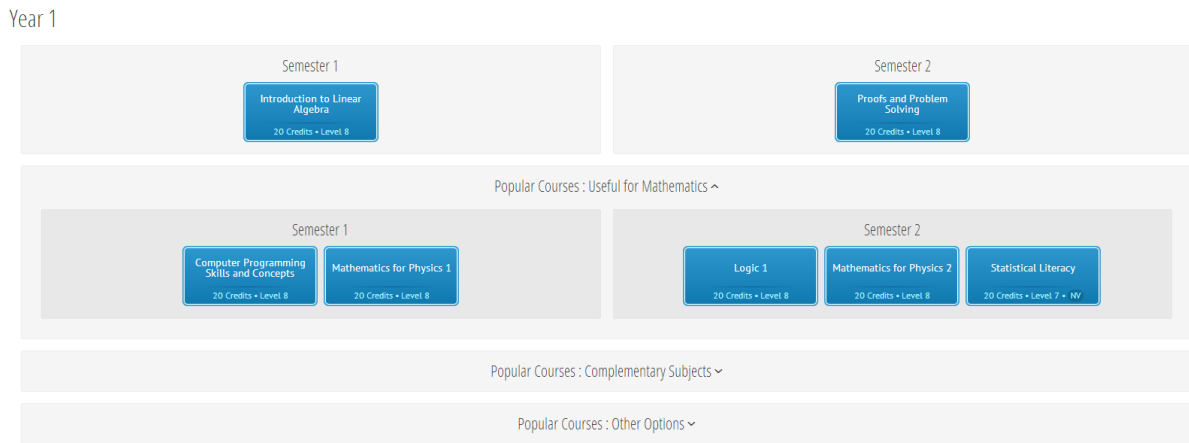 Year 1
Semester 1
Introduction to Linear
Algebra
20 Credits • Level 8
Semester 2
Proofs and Problem
Solving
20 Credits • Level 8
Popular Courses : Useful for Mathematics
Semester 1
Computer Programming
Skills and Concepts
20 Credits • Level 8
Mathematics for Physics 1
20 Credits • Level 8
Semester 2
Logic 1
20 Credits • Level 8
Mathematics for Physics 2
20 Credits • Level 8
Statistical Literacy
20 Credits • Level 7 • NV
Popular Courses : Complementary Subjects
Popular Courses : Other Options